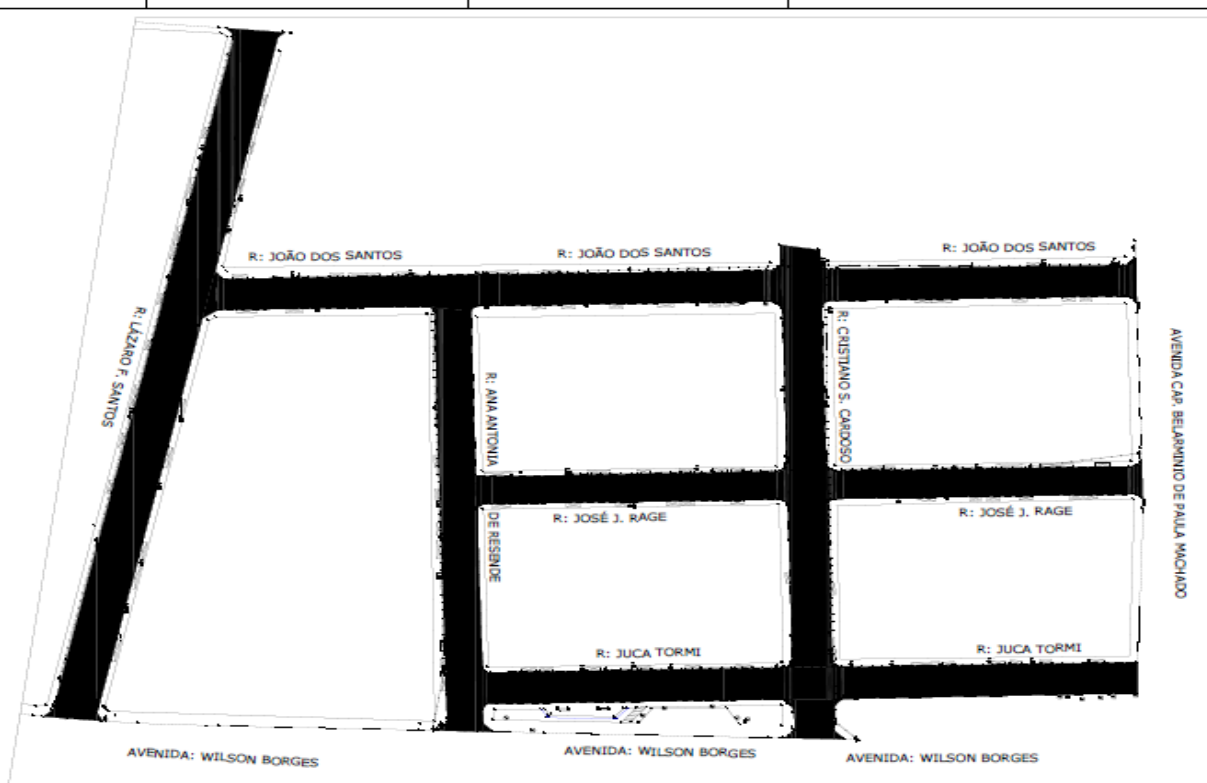 R: JOÃO DOS SANTOS
R: JOÃO DOS SANTOS
R: JOÃO DOS SANTOS
R: LÁZARO F. SANTOS
R: ANA ANTONIA DE RESENDE
R: CRISTIANO S. CARDOSO
AVENIDA CAP. BELARMINIO DE PAULA MACHADO
R: JOSÉ J. RAGE
R: JOSÉ J. RAGE
R: JUCA TORMI
R: JUCA TORMI
AVENIDA: WILSON BORGES
AVENIDA: WILSON BORGES
AVENIDA: WILSON BORGES